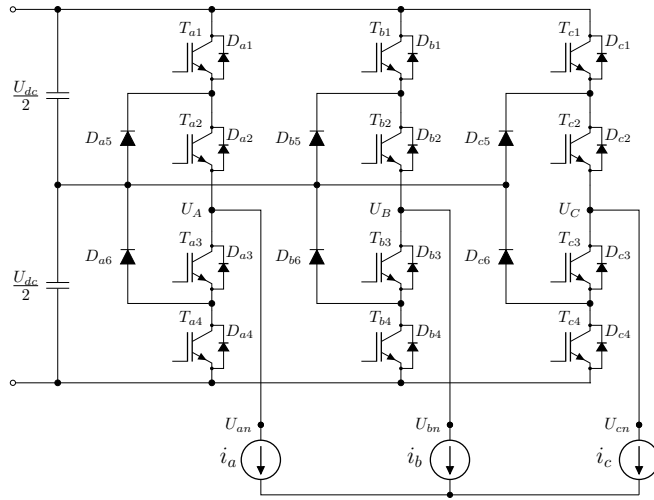 T_{a1} D_{a1} T_{b1} D_{b1} T_{c1} D_{c1}
\frac{U_{dc}}{2}
T_{a2} D_{a2} T_{b2} D_{b2} T_{c2} D_{c2}
D_{a5} D_{b5} D_{c5}
U_A U_B U_C
T_{a3} D_{a3} T_{b3} D_{b3} T_{c3} D_{c3}
D_{a6} D_{b6} D_{c6}
\frac{U_{dc}}{2}
T_{a4} D_{a4} T_{b4} D_{b4} T_{c4} D_{c4}
U_{an} U_{bn} U_{cn}
i_a i_b i_c